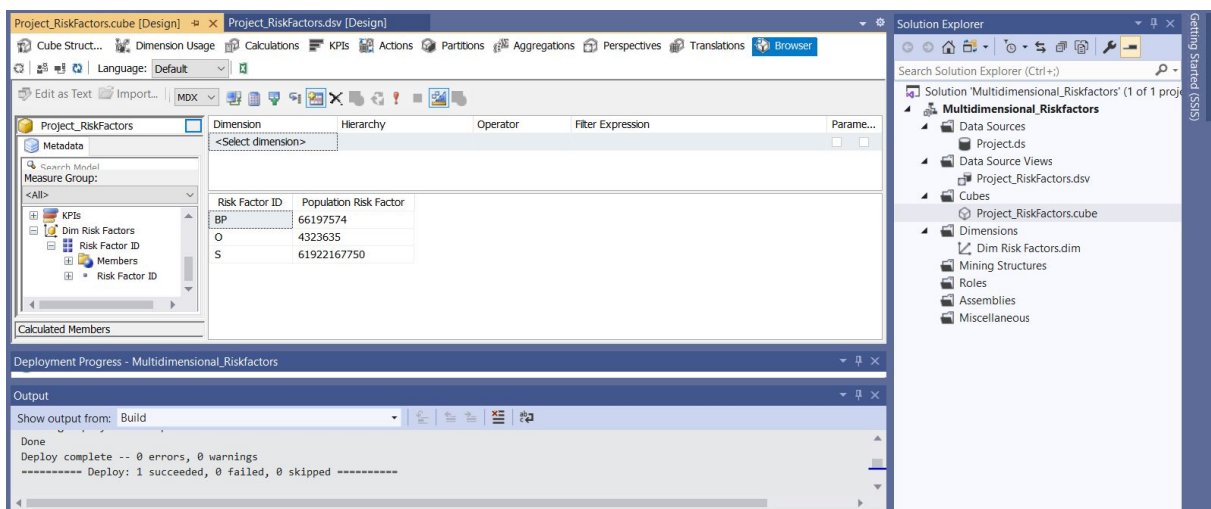 Project_RiskFactors.cube [Design] Project_RiskFactors.dsv [Design]
Cube Struct... Dimension Usage Calculations KPIs Actions Partitions Aggregations Perspectives Translations Browser
Language: Default
Edit as Text Import... MDX
Project_RiskFactors
Metadata
Search Model
Measure Group:
<All>
KPIs
Dim Risk Factors
Risk Factor ID
Members
Risk Factor ID
Calculated Members
Dimension Hierarchy Operator Filter Expression Parame...
<Select dimension>
Risk Factor ID Population Risk Factor
BP 66197574
O 4323635
S 61922167750
Deployment Progress - Multidimensional_Riskfactors
Output
Show output from: Build
Done
Deploy complete -- 0 errors, 0 warnings
========== Deploy: 1 succeeded, 0 failed, 0 skipped ==========
Solution Explorer
Search Solution Explorer (Ctrl+;)
Solution 'Multidimensional_Riskfactors' (1 of 1 proje
Multidimensional_Riskfactors
Data Sources
Project.ds
Data Source Views
Project_RiskFactors.dsv
Cubes
Project_RiskFactors.cube
Dimensions
Dim Risk Factors.dim
Mining Structures
Roles
Assemblies
Miscellaneous
Getting Started (SSIS)